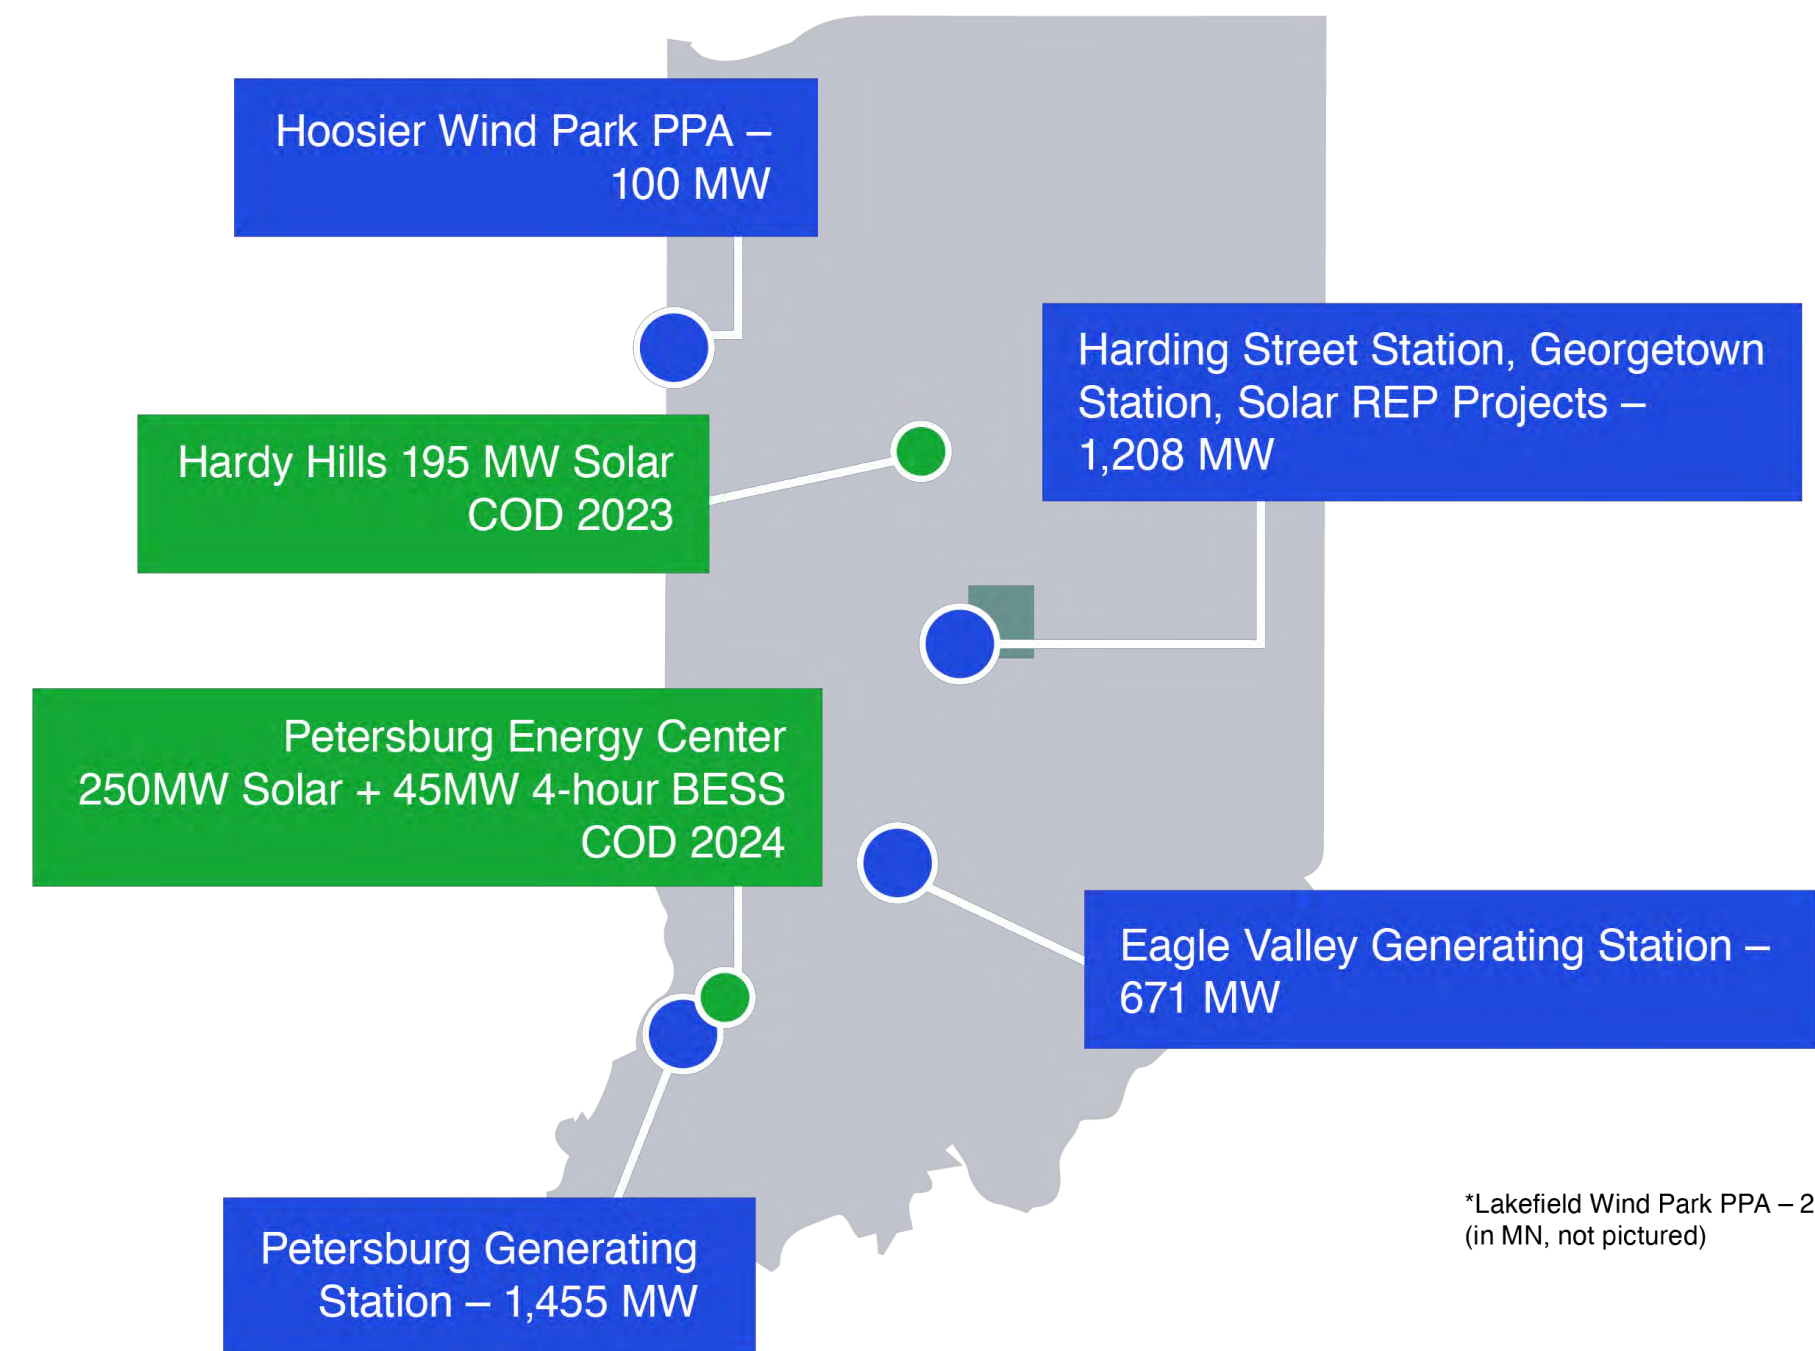 Hoosier Wind Park PPA –
100 MW
Harding Street Station, Georgetown
Station, Solar REP Projects –
1,208 MW
Hardy Hills 195 MW Solar
COD 2023
Petersburg Energy Center
250MW Solar + 45MW 4-hour BESS
COD 2024
Eagle Valley Generating Station –
671 MW
*Lakefield Wind Park PPA – 2
(in MN, not pictured)
Petersburg Generating
Station – 1,455 MW